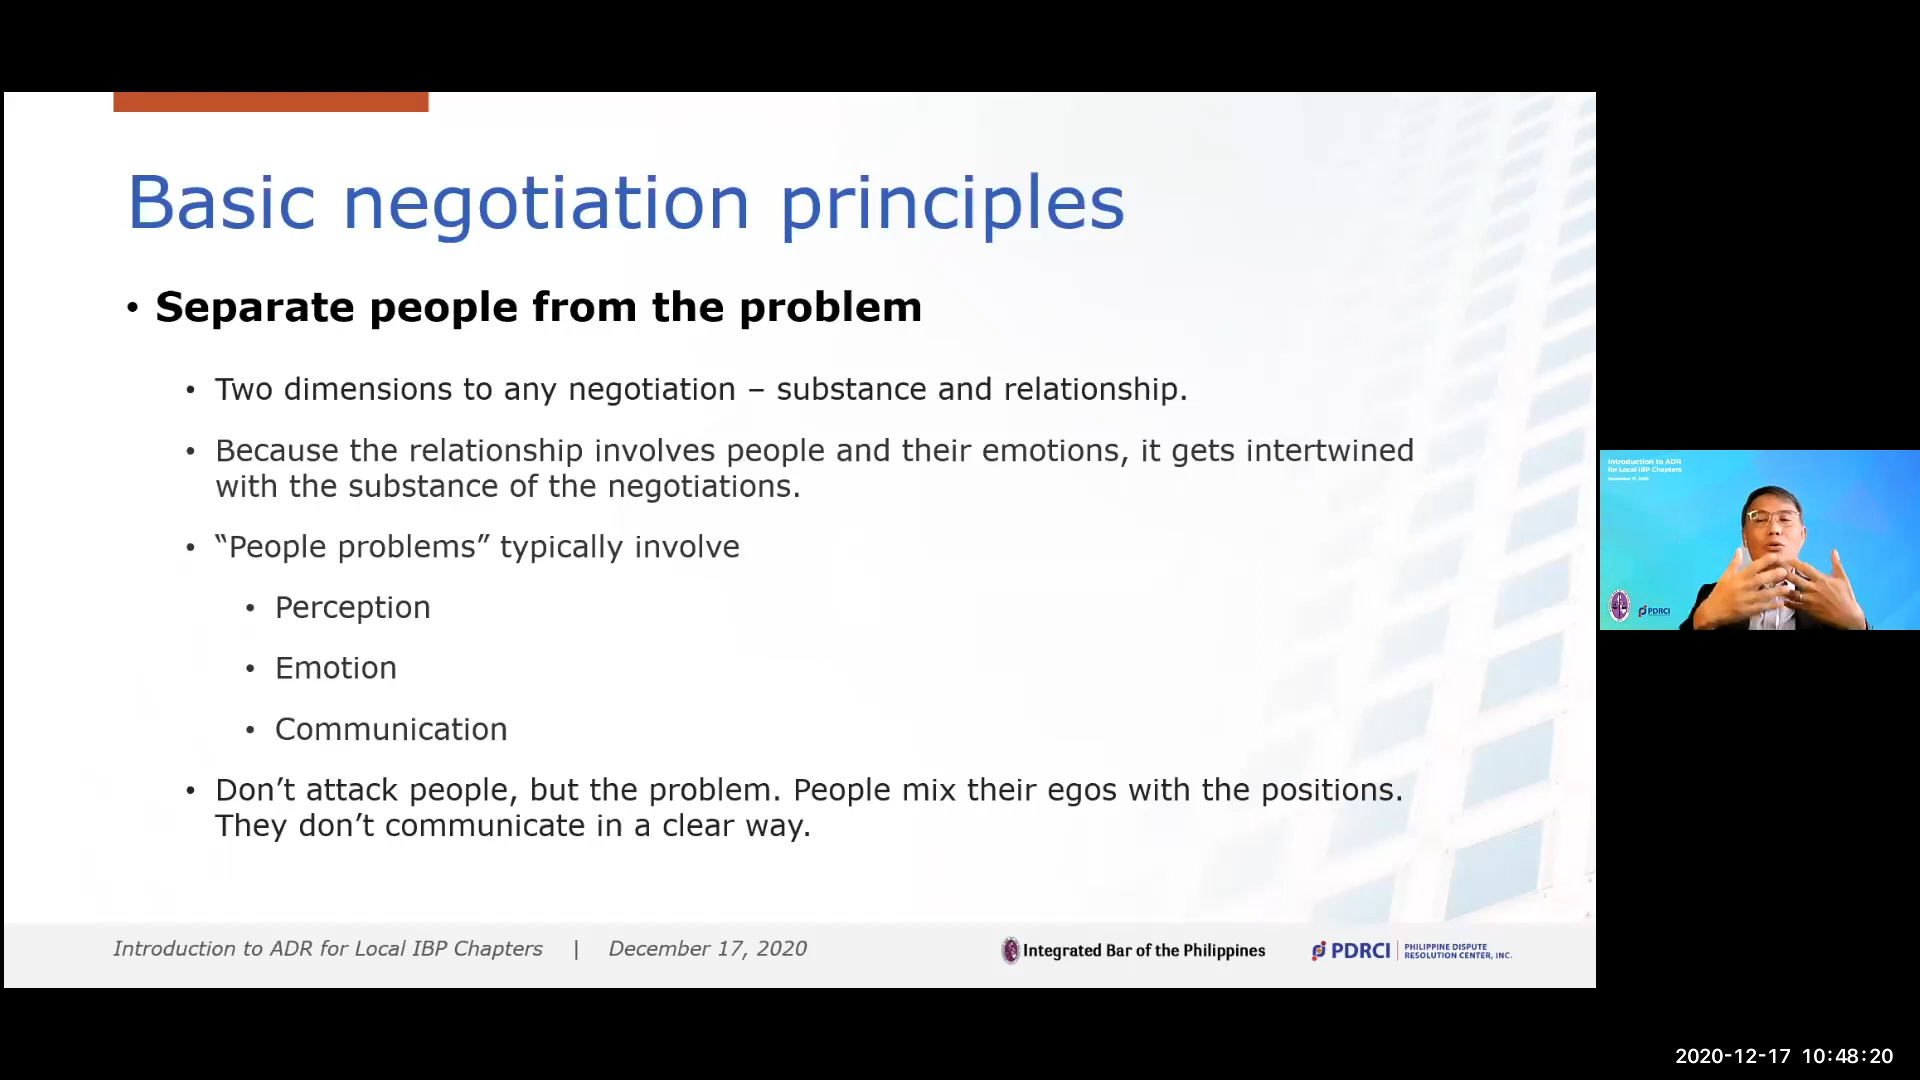 Basic negotiation principles
• Separate people from the problem
• Two dimensions to any negotiation – substance and relationship.
• Because the relationship involves people and their emotions, it gets intertwined
with the substance of the negotiations.
• “People problems” typically involve
• Perception
• Emotion
• Communication
• Don’t attack people, but the problem. People mix their egos with the positions.
They don’t communicate in a clear way.
Introduction to ADR for Local IBP Chapters | December 17, 2020
Integrated Bar of the Philippines
PDRCI
PHILIPPINE DISPUTE
RESOLUTION CENTER, INC.
Introduction to ADR
for Local IBP Chapters
December 17, 2020
PDRCI
2020-12-17 10:48:20